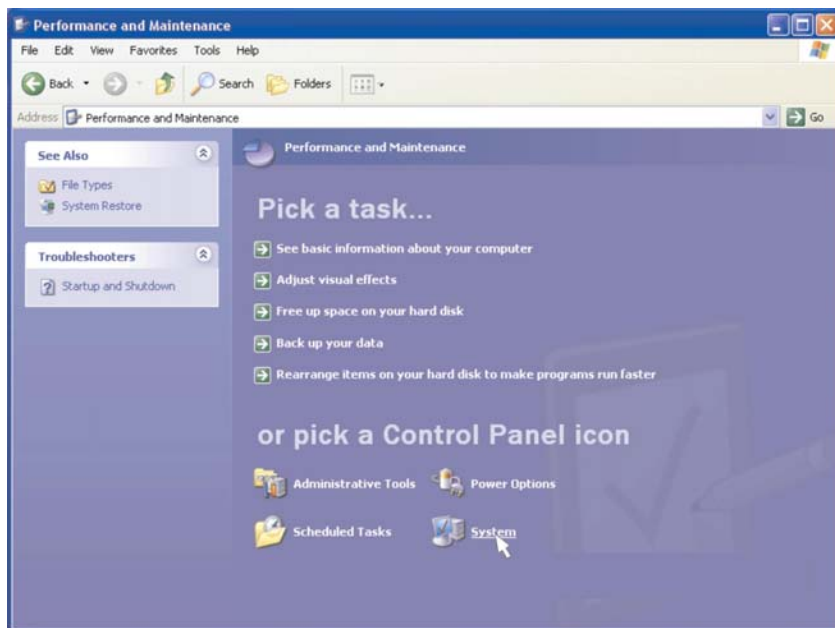 Performance and Maintenance
File Edit View Favorites Tools Help
Back Search Folders
Address Performance and Maintenance Go
See Also
File Types
System Restore
Troubleshooters
Startup and Shutdown
Performance and Maintenance
Pick a task...
See basic information about your computer
Adjust visual effects
Free up space on your hard disk
Back up your data
Rearrange items on your hard disk to make programs run faster
or pick a Control Panel icon
Administrative Tools Power Options
Scheduled Tasks System